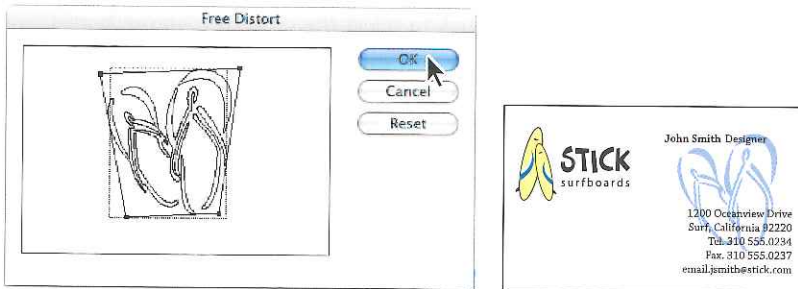 Free Distort
OK
Cancel
Reset
STICK
surfboards
John Smith Designer
1200 Oceanview Drive
Surf, California 92220
Tel. 310 555.0234
Fax. 310 555.0237
email.jsmith@stick.com